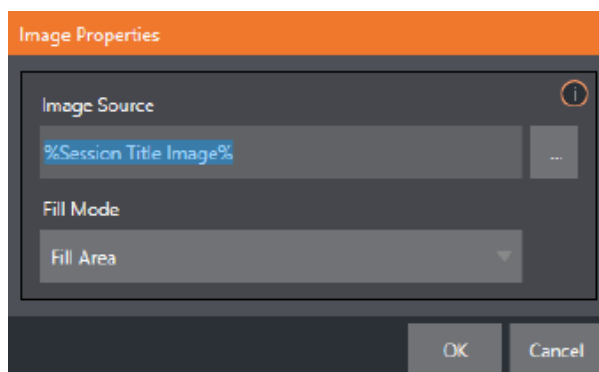 Image Properties
Image Source
%Session Title Image%
...
Fill Mode
Fill Area
OK Cancel